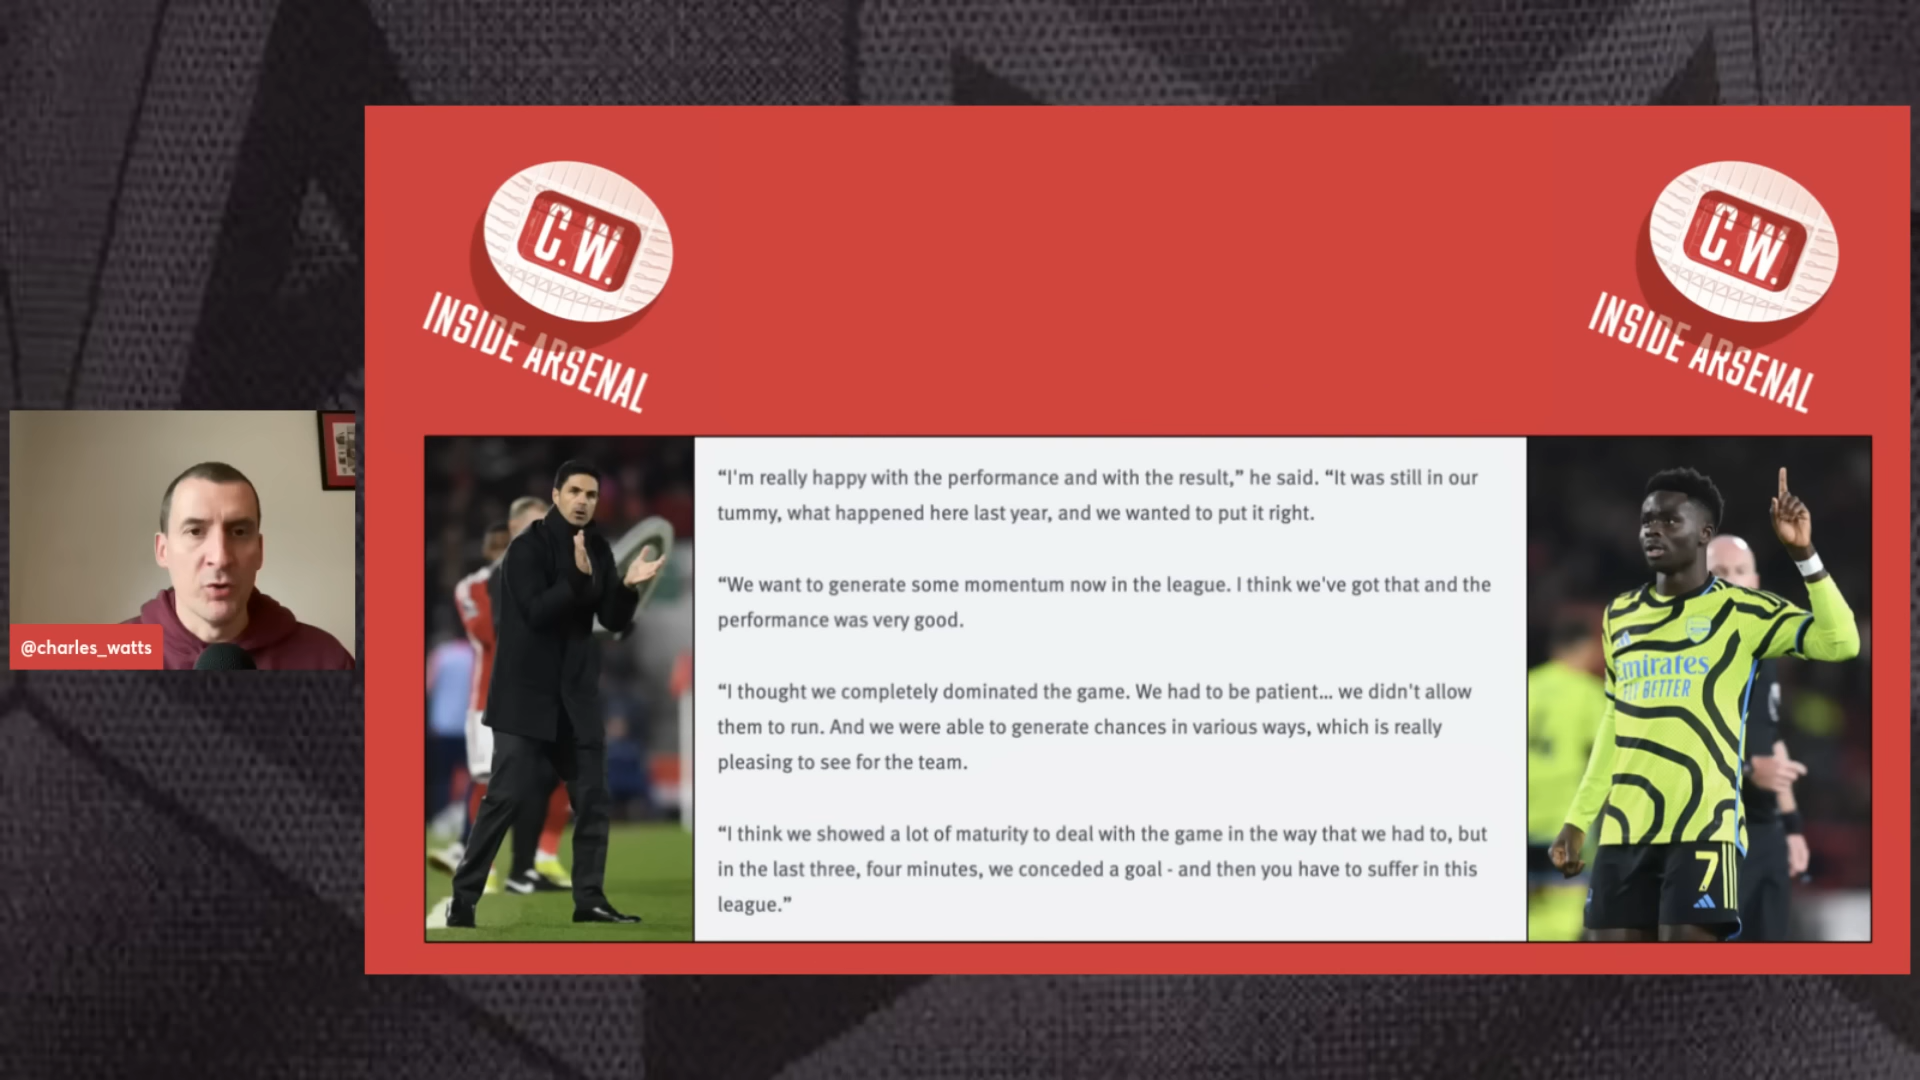 C.W.
INSIDE ARSENAL
C.W.
INSIDE ARSENAL
@charles_watts
“I'm really happy with the performance and with the result,” he said. “It was still in our
tummy, what happened here last year, and we wanted to put it right.
“We want to generate some momentum now in the league. I think we've got that and the
performance was very good.
“I thought we completely dominated the game. We had to be patient... we didn't allow
them to run. And we were able to generate chances in various ways, which is really
pleasing to see for the team.
“I think we showed a lot of maturity to deal with the game in the way that we had to, but
in the last three, four minutes, we conceded a goal - and then you have to suffer in this
league.”
Emirates
FLY BETTER
7